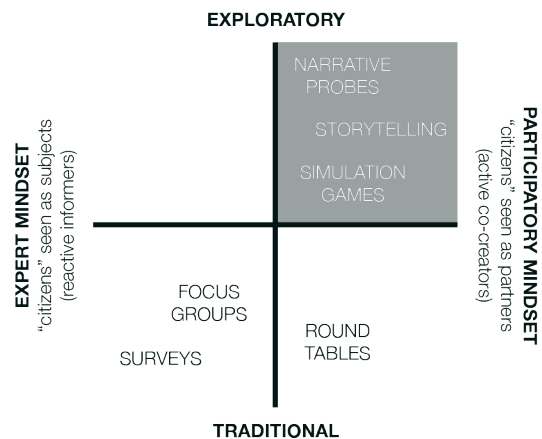 EXPLORATORY
NARRATIVE
PROBES
STORYTELLING
SIMULATION
GAMES
EXPERT MINDSET
“citizens” seen as subjects
(reactive informers)
PARTICIPATORY MINDSET
“citizens” seen as partners
(active co-creators)
FOCUS
GROUPS
ROUND
TABLES
SURVEYS
TRADITIONAL